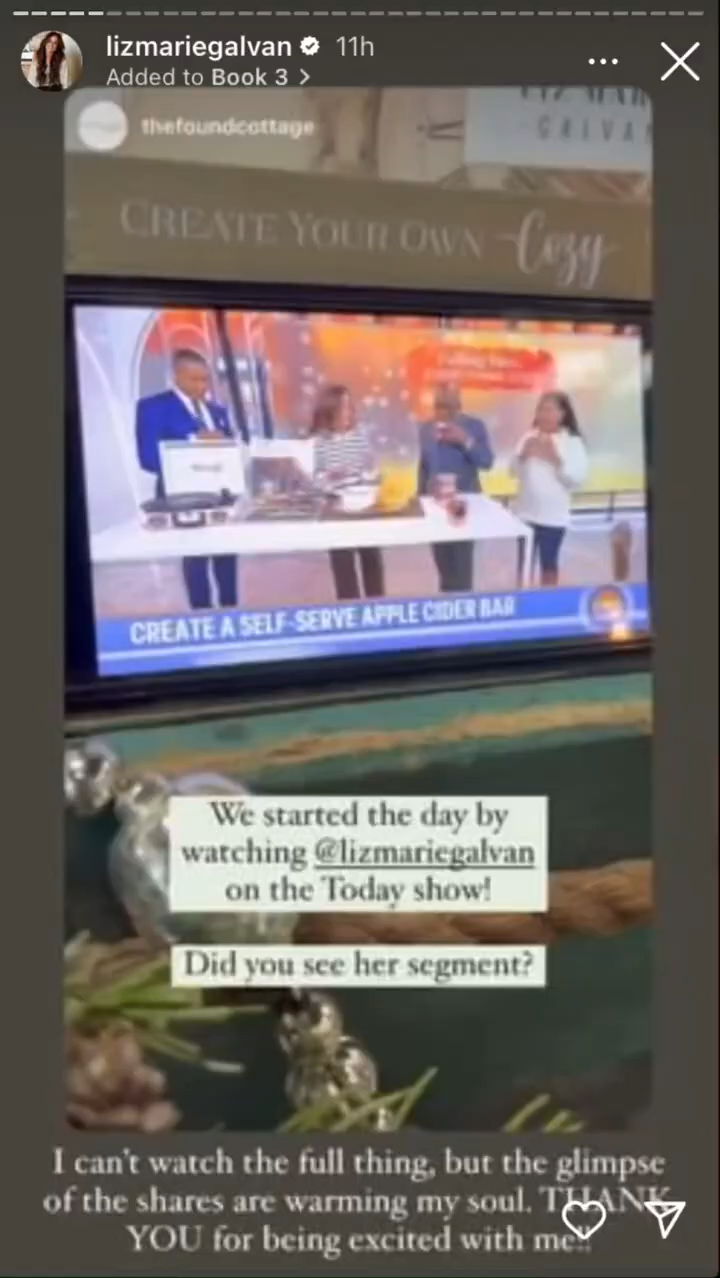 lizmariegalvan 11h
Added to Book 3 >
thefoundcottage
GALVA
CREATE YOUR OWN Cozy
CREATE A SELF-SERVE APPLE CIDER BAR
We started the day by
watching @lizmariegalvan
on the Today show!
Did you see her segment?
I can't watch the full thing, but the glimpse
of the shares are warming my soul. THANK
YOU for being excited with me!!